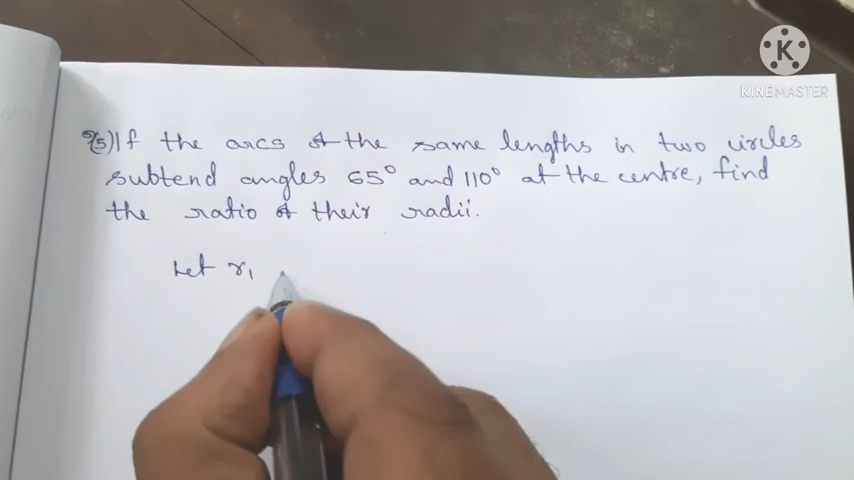 Q5) If the arcs of the same lengths in two circles
subtend angles 65° and 110° at the centre, find
the ratio of their radii.
Let r₁
K
KINEMASTER